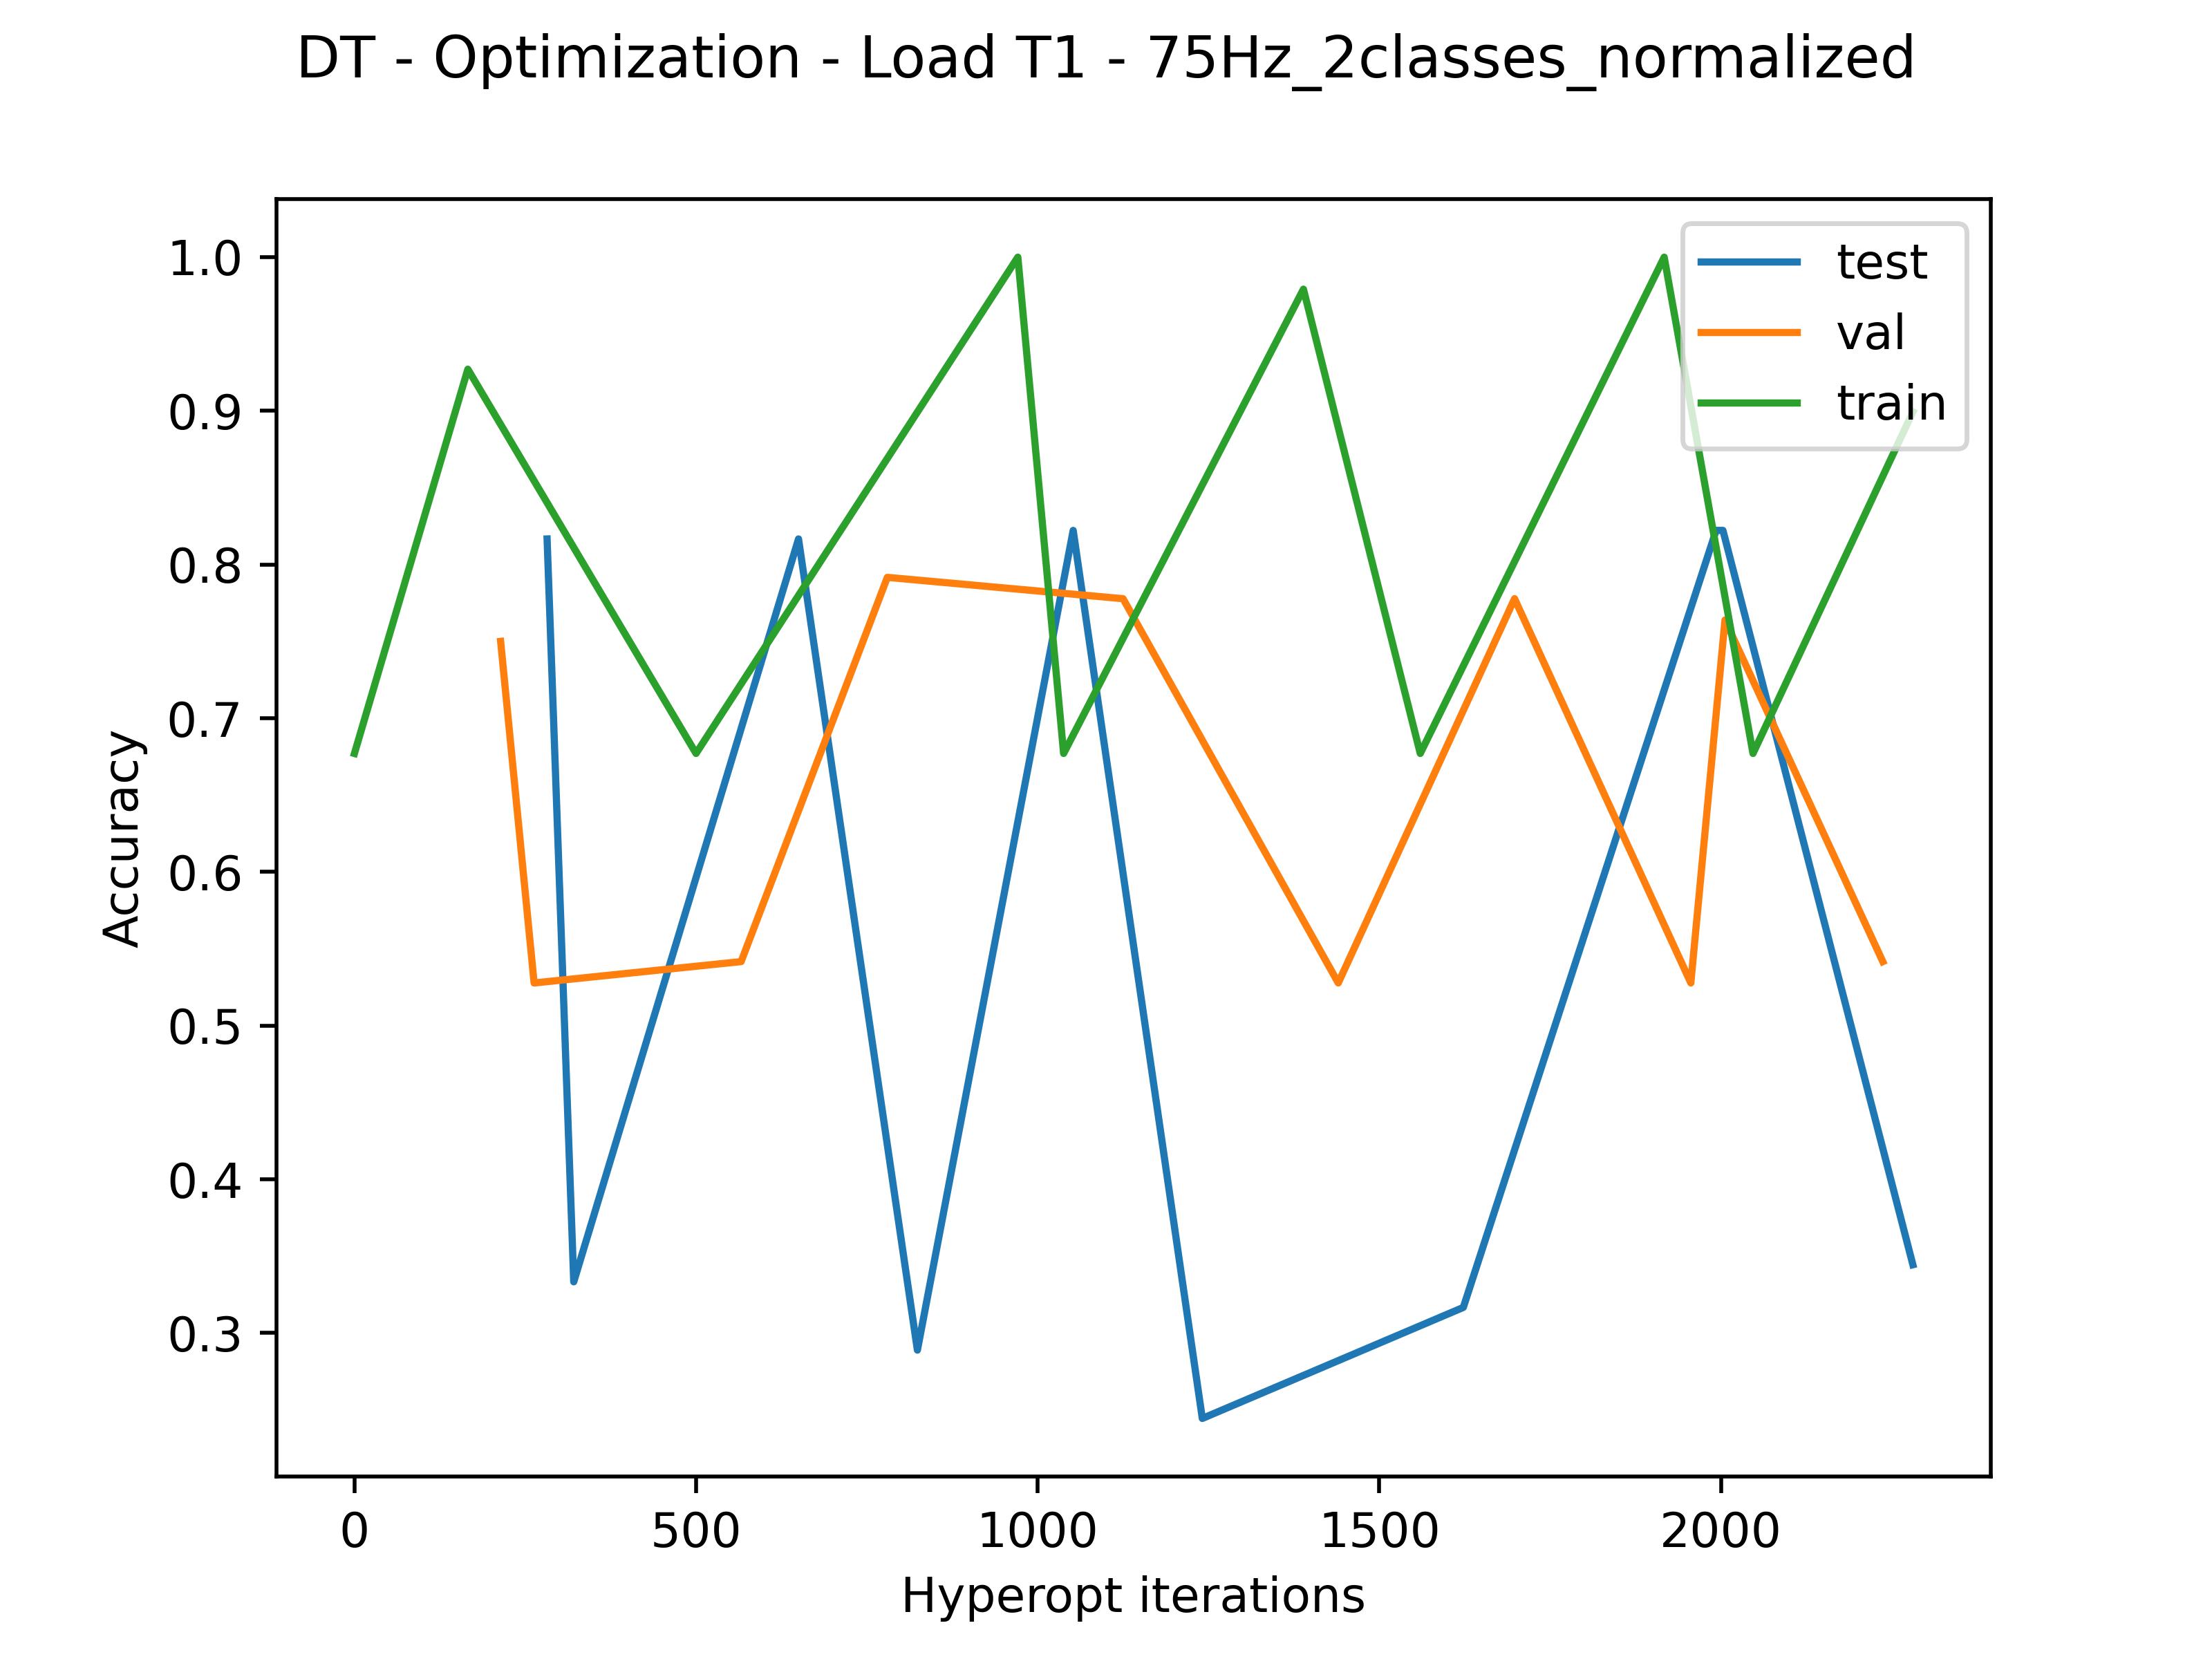 DT - Optimization - Load T1 - 75Hz_2classes_normalized
test
val
train
1.0
0.9
0.8
0.7
0.6
0.5
0.4
0.3
Accuracy
0 500 1000 1500 2000
Hyperopt iterations